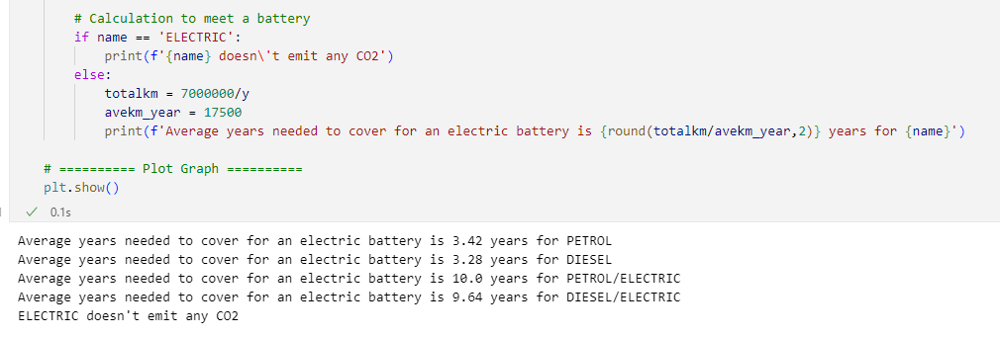 # Calculation to meet a battery
if name == 'ELECTRIC':
print(f'{name} doesn\'t emit any CO2')
else:
totalkm = 7000000/y
avekm_year = 17500
print(f'Average years needed to cover for an electric battery is {round(totalkm/avekm_year,2)} years for {name}')
# ========== Plot Graph ==========
plt.show()
✓ 0.1s
Average years needed to cover for an electric battery is 3.42 years for PETROL
Average years needed to cover for an electric battery is 3.28 years for DIESEL
Average years needed to cover for an electric battery is 10.0 years for PETROL/ELECTRIC
Average years needed to cover for an electric battery is 9.64 years for DIESEL/ELECTRIC
ELECTRIC doesn't emit any CO2